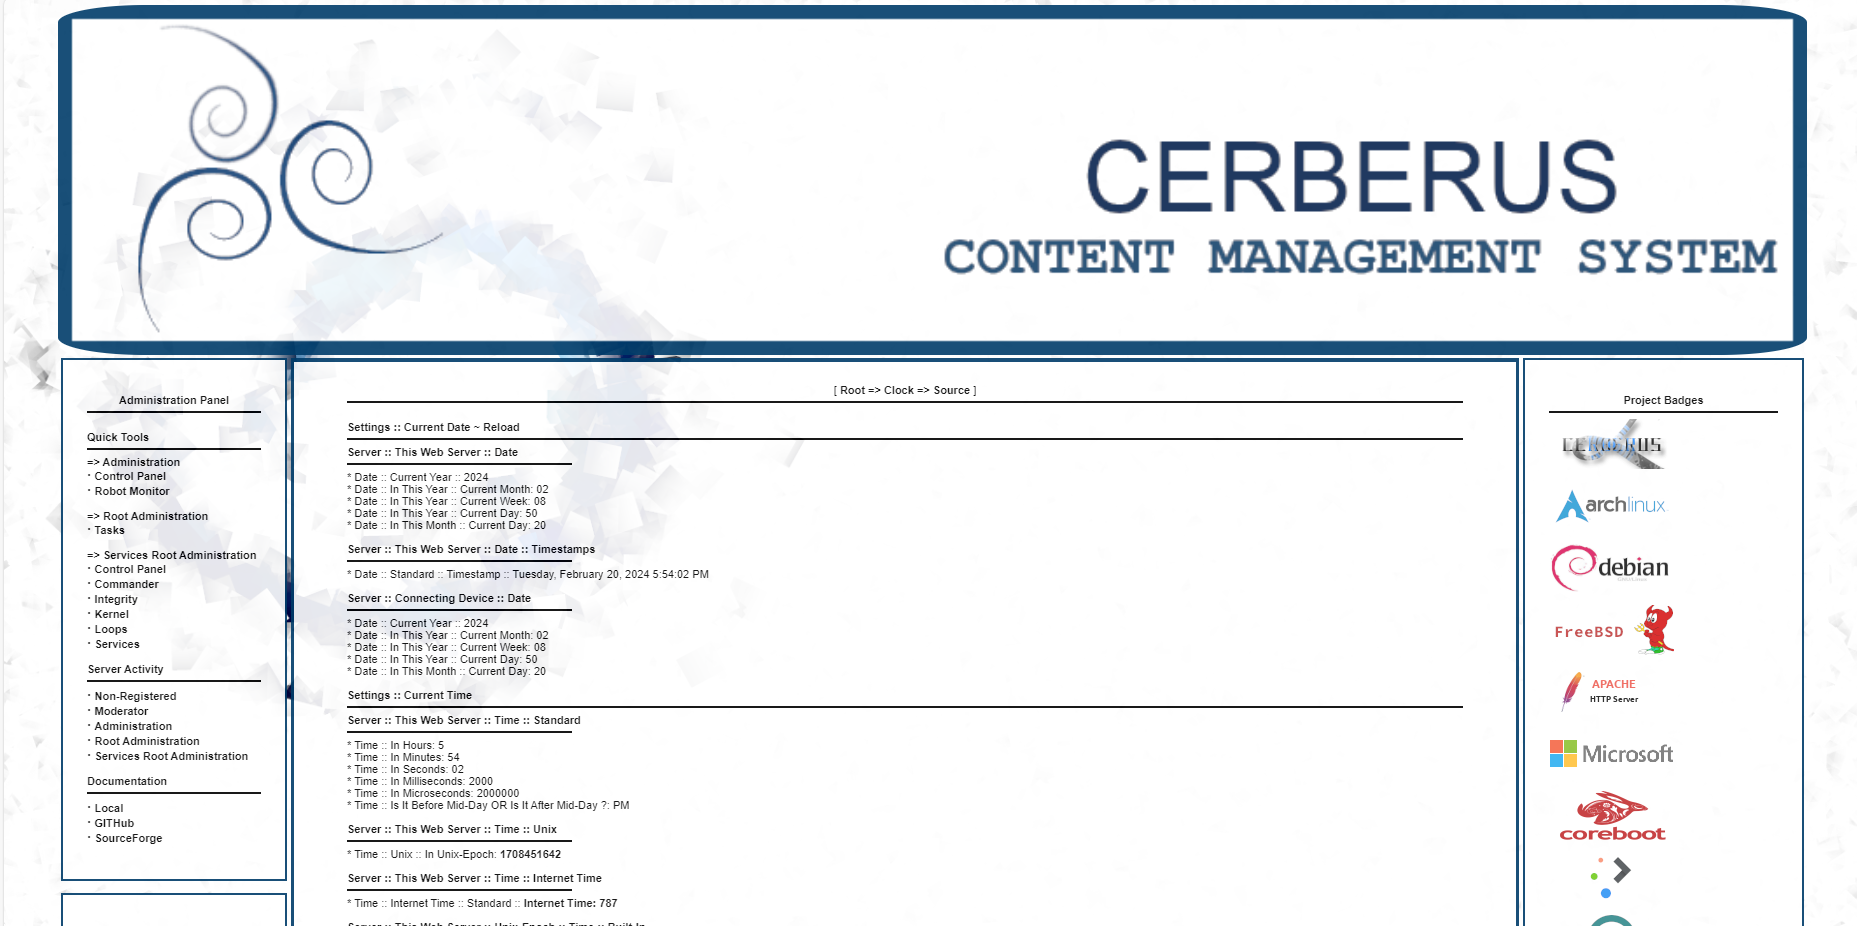 CERBERUS
CONTENT MANAGEMENT SYSTEM
Administration Panel
Quick Tools
=> Administration
· Control Panel
· Robot Monitor
=> Root Administration
· Tasks
=> Services Root Administration
· Control Panel
· Commander
· Integrity
· Kernel
· Loops
· Services
Server Activity
· Non-Registered
· Moderator
· Administration
· Root Administration
· Services Root Administration
Documentation
· Local
· GITHub
· SourceForge
[ Root => Clock => Source ]
Settings :: Current Date ~ Reload
Server :: This Web Server :: Date
* Date :: Current Year :: 2024
* Date :: In This Year :: Current Month: 02
* Date :: In This Year :: Current Week: 08
* Date :: In This Year :: Current Day: 50
* Date :: In This Month :: Current Day: 20
Server :: This Web Server :: Date :: Timestamps
* Date :: Standard :: Timestamp :: Tuesday, February 20, 2024 5:54:02 PM
Server :: Connecting Device :: Date
* Date :: Current Year :: 2024
* Date :: In This Year :: Current Month: 02
* Date :: In This Year :: Current Week: 08
* Date :: In This Year :: Current Day: 50
* Date :: In This Month :: Current Day: 20
Settings :: Current Time
Server :: This Web Server :: Time :: Standard
* Time :: In Hours: 5
* Time :: In Minutes: 54
* Time :: In Seconds: 02
* Time :: In Milliseconds: 2000
* Time :: In Microseconds: 2000000
* Time :: Is It Before Mid-Day OR Is It After Mid-Day ?: PM
Server :: This Web Server :: Time :: Unix
* Time :: Unix :: In Unix-Epoch: 1708451642
Server :: This Web Server :: Time :: Internet Time
* Time :: Internet Time :: Standard :: Internet Time: 787
Server :: This Web Server :: Unix-Epoch :: Time :: Built-In
Project Badges
CERBERUS
archlinux
debian
FreeBSD
APACHE
HTTP Server
Microsoft
coreboot